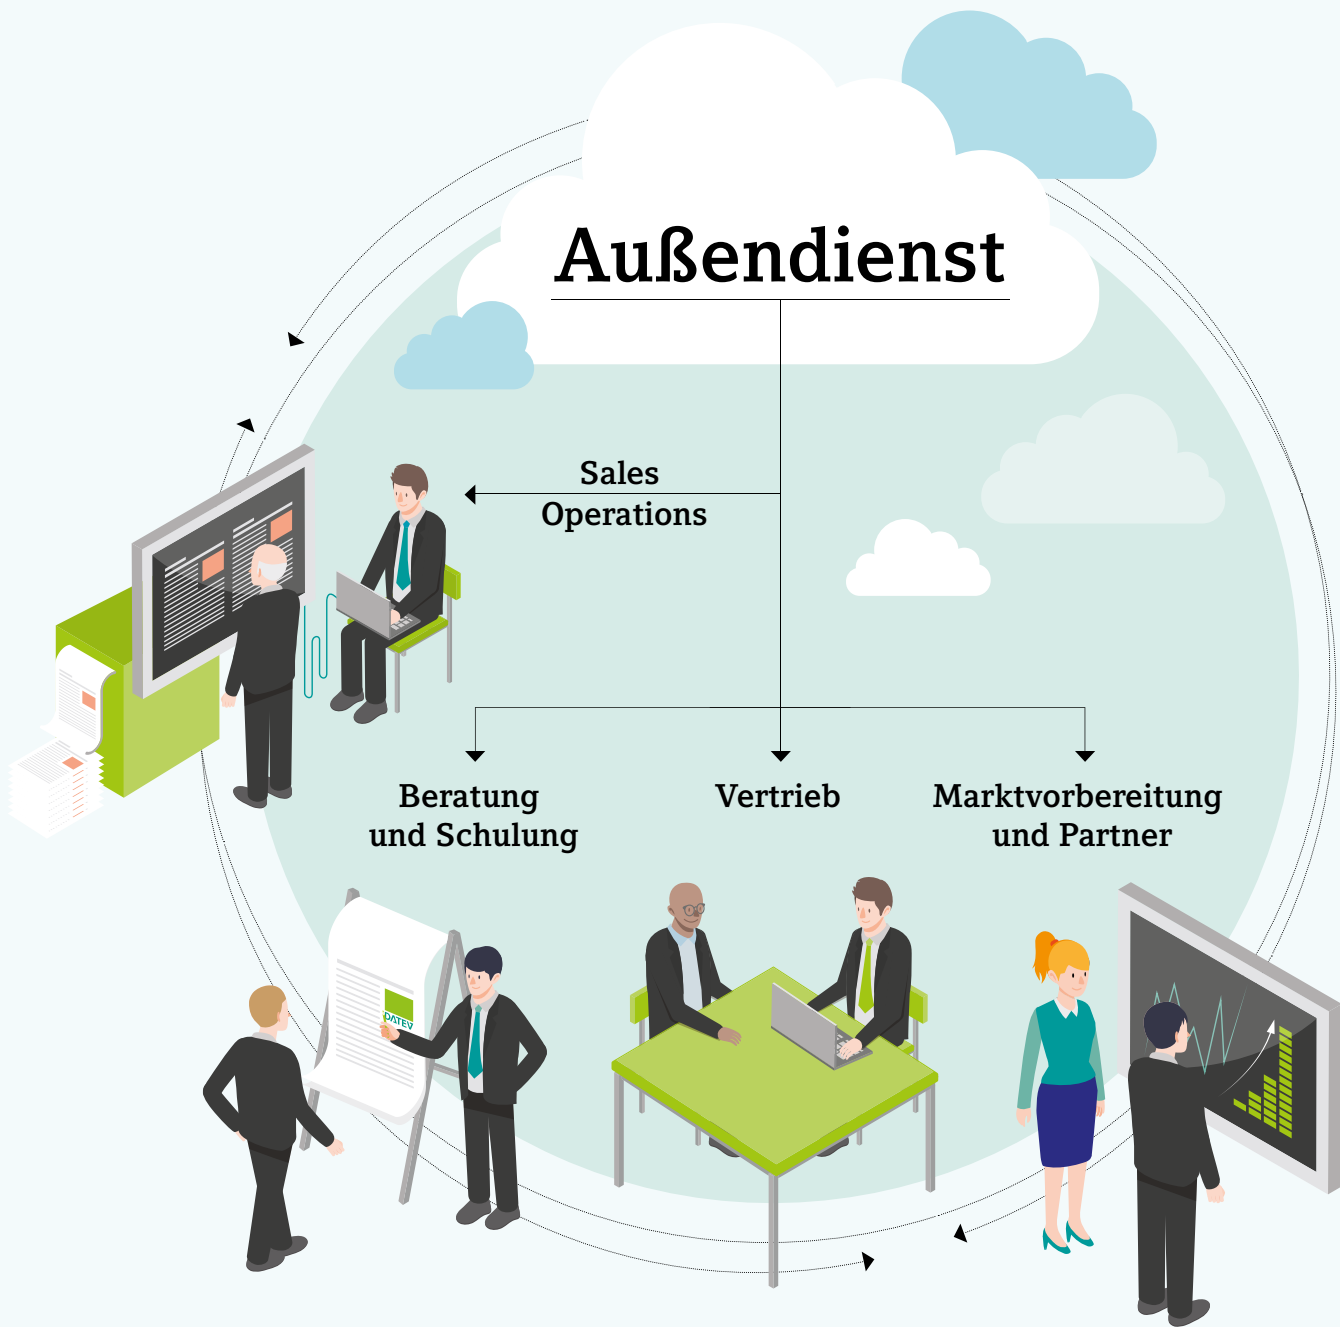 Außendienst
Sales
Operations
Beratung
und Schulung
Vertrieb
Marktvorbereitung
und Partner
DATEV